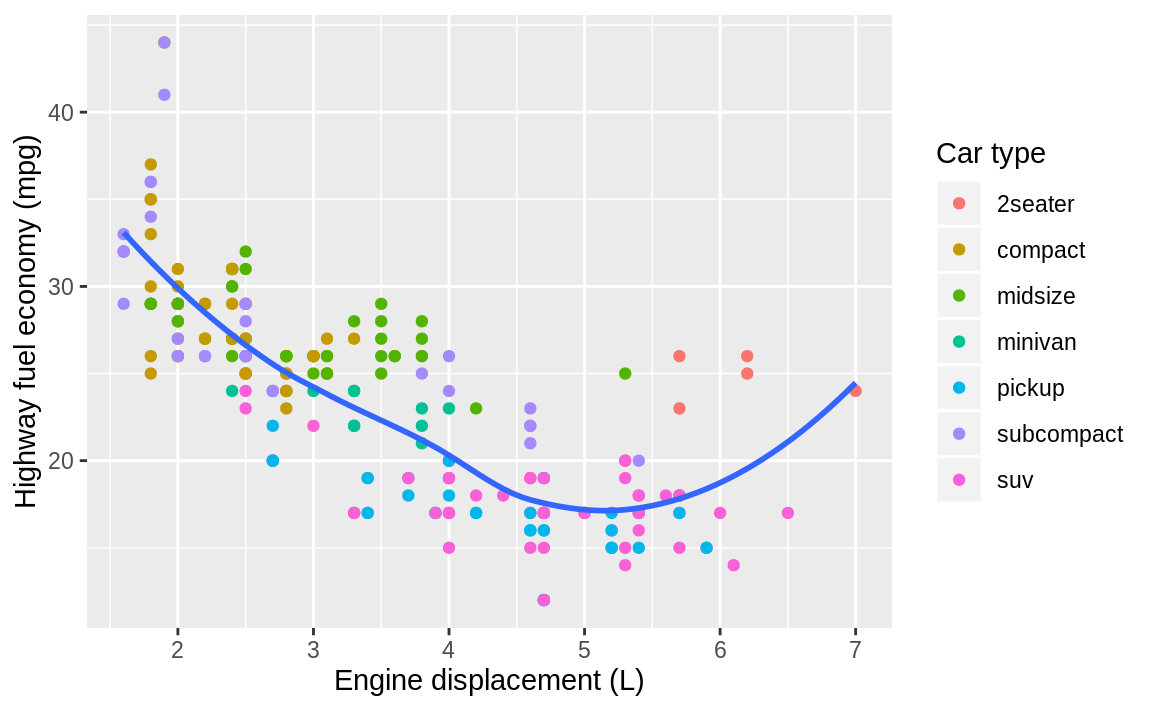 40
30
20
Highway fuel economy (mpg)
2 3 4 5 6 7
Engine displacement (L)
Car type
2seater
compact
midsize
minivan
pickup
subcompact
suv